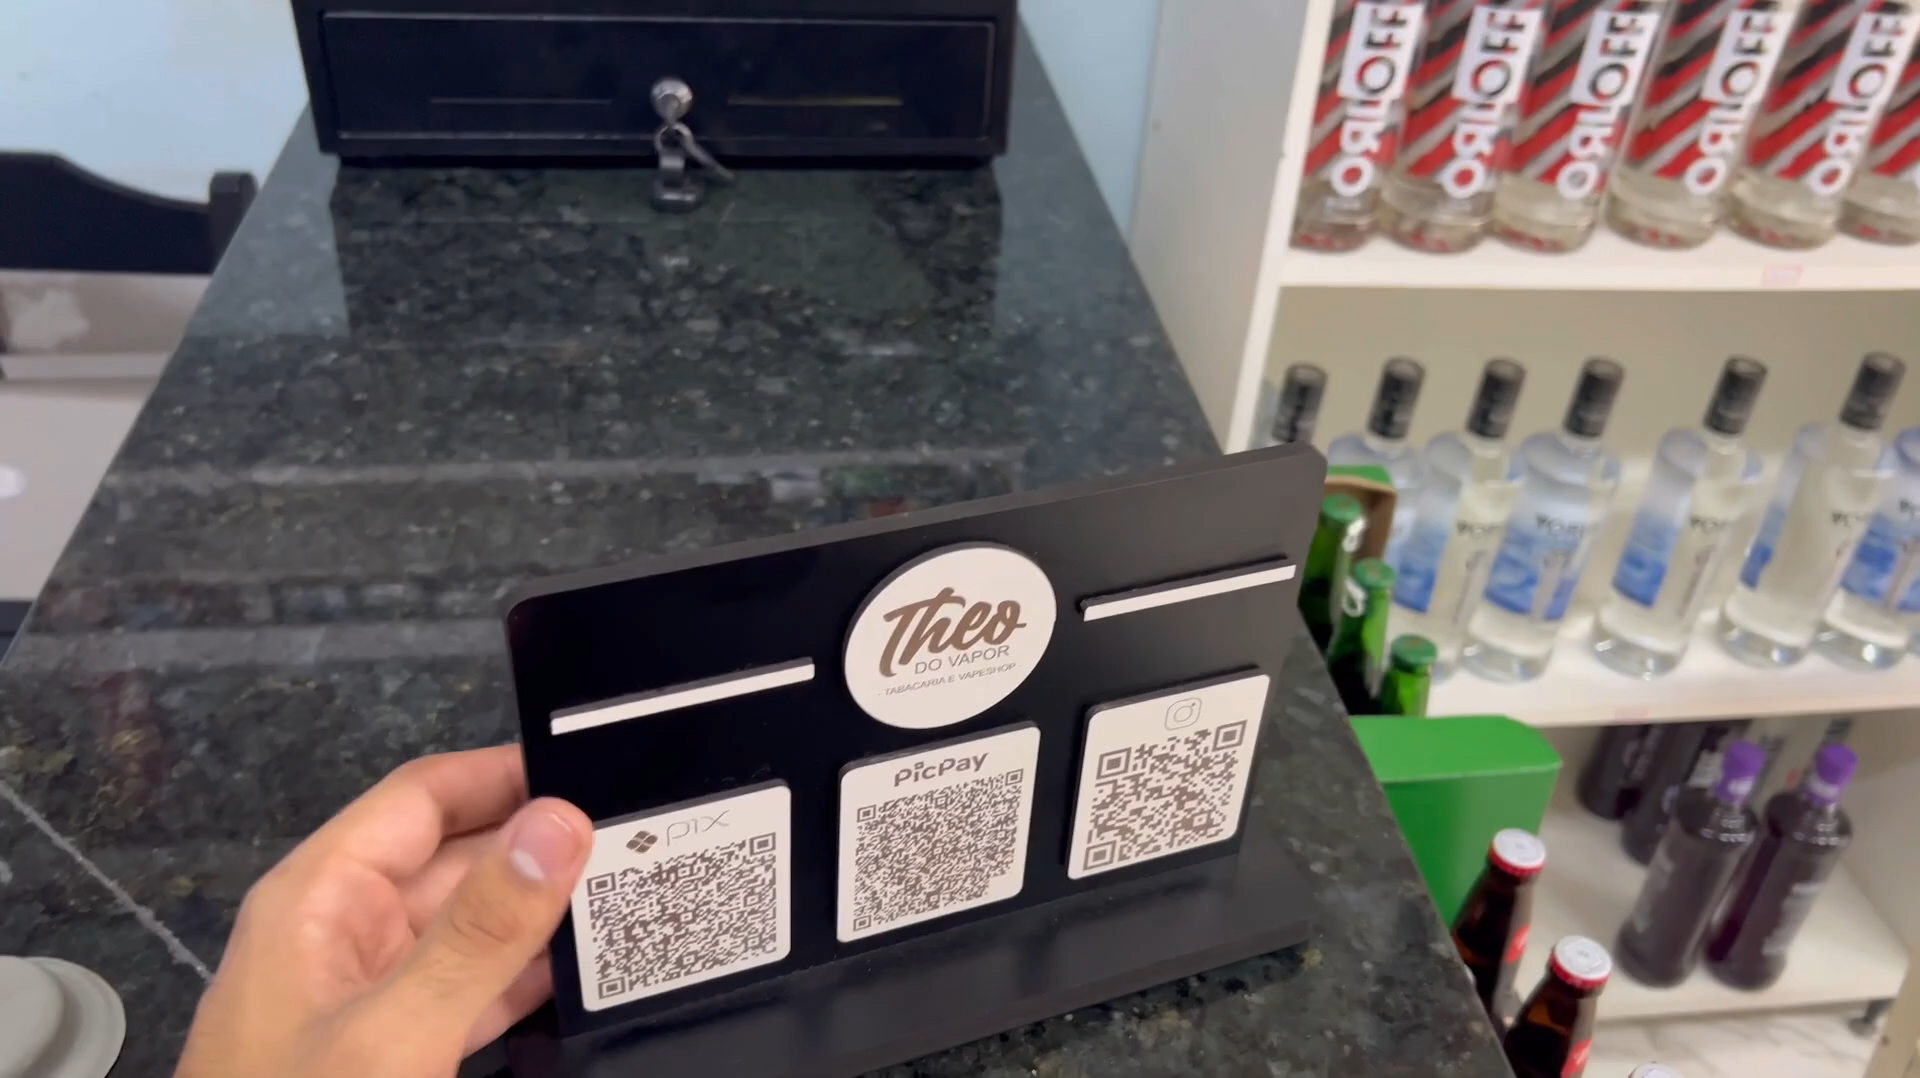 ORLOFF
ORLOFF
ORLOFF
ORLOFF
ORLOFF
Theo
DO VAPOR
- TABACARIA E VAPESHOP -
PicPay
pix